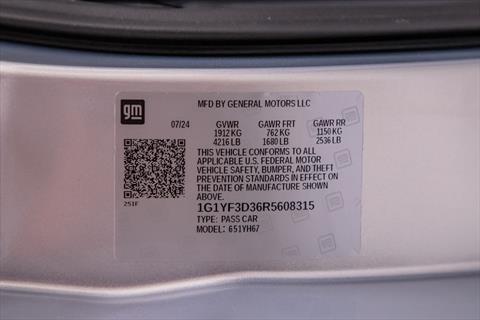 gm
MFD BY GENERAL MOTORS LLC
07/24 GVWR GAWR FRT GAWR RR
1912 KG 762 KG 1150 KG
4216 LB 1680 LB 2536 LB
THIS VEHICLE CONFORMS TO ALL
APPLICABLE U.S. FEDERAL MOTOR
VEHICLE SAFETY, BUMPER, AND THEFT
PREVENTION STANDARDS IN EFFECT ON
THE DATE OF MANUFACTURE SHOWN
ABOVE.
251F
1G1YF3D36R5608315
TYPE: PASS CAR
MODEL: 651YH67